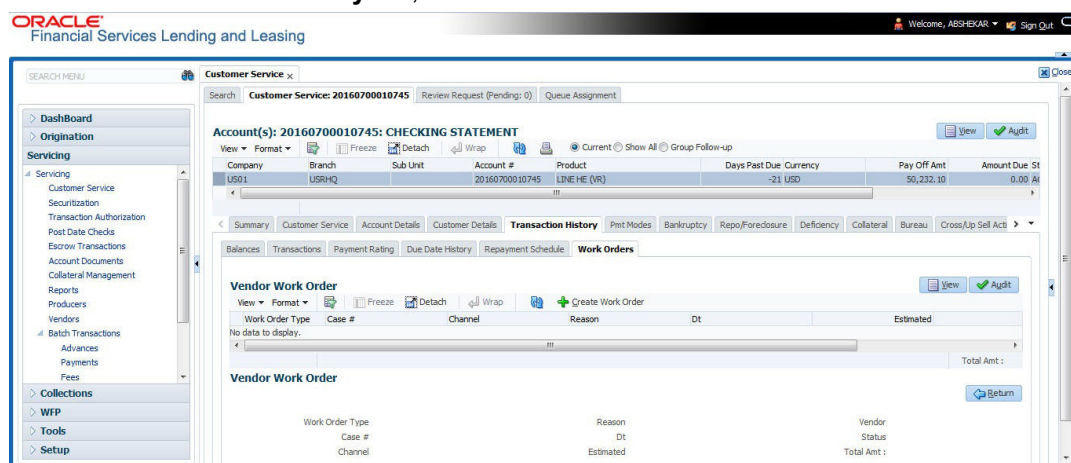 ORACLE
Financial Services Lending and Leasing
Welcome, ABSHEKAR Sign Out
SEARCH MENU
Customer Service x
Close
Search Customer Service: 20160700010745 Review Request (Pending: 0) Queue Assignment
DashBoard
Origination
Servicing
Servicing
Customer Service
Securitization
Transaction Authorization
Post Date Checks
Escrow Transactions
Account Documents
Collateral Management
Reports
Producers
Vendors
Batch Transactions
Advances
Payments
Fees
Collections
WFP
Tools
Setup
Account(s): 20160700010745: CHECKING STATEMENT
View Audit
View Format Freeze Detach Wrap Current Show All Group Follow-up
Company Branch Sub Unit Account # Product Days Past Due Currency Pay Off Amt Amount Due St
US01 USRHQ 20160700010745 LINE HE (VR) -21 USD 50,232.10 0.00 AC
Summary Customer Service Account Details Customer Details Transaction History Pmt Modes Bankruptcy Repo/Foreclosure Deficiency Collateral Bureau Cross/Up Sell Acti
Balances Transactions Payment Rating Due Date History Repayment Schedule Work Orders
Vendor Work Order
View Audit
View Format Freeze Detach Wrap Create Work Order
Work Order Type Case # Channel Reason Dt Estimated
No data to display.
Total Amt :
Vendor Work Order
Return
Work Order Type Reason Vendor
Case # Dt Status
Channel Estimated Total Amt :